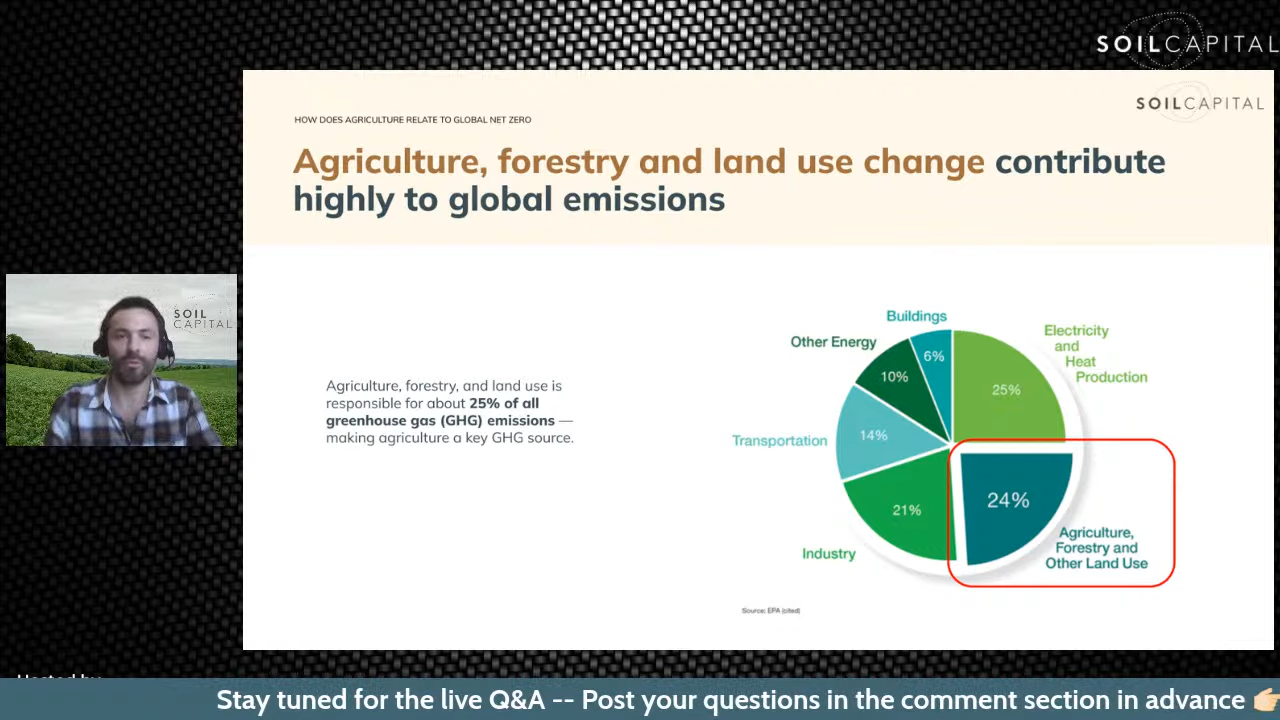 SOILCAPITAL
SOILCAPITAL
HOW DOES AGRICULTURE RELATE TO GLOBAL NET ZERO
Agriculture, forestry and land use change contribute
highly to global emissions
SOIL
CAPITAL
Agriculture, forestry, and land use is
responsible for about 25% of all
greenhouse gas (GHG) emissions —
making agriculture a key GHG source.
Buildings
6%
Other Energy
10%
Electricity
and
Heat
Production
25%
Transportation
14%
24%
Agriculture,
Forestry and
Other Land Use
21%
Industry
Source: EPA (cited)
Hosted by
Stay tuned for the live Q&A -- Post your questions in the comment section in advance 👉🏻